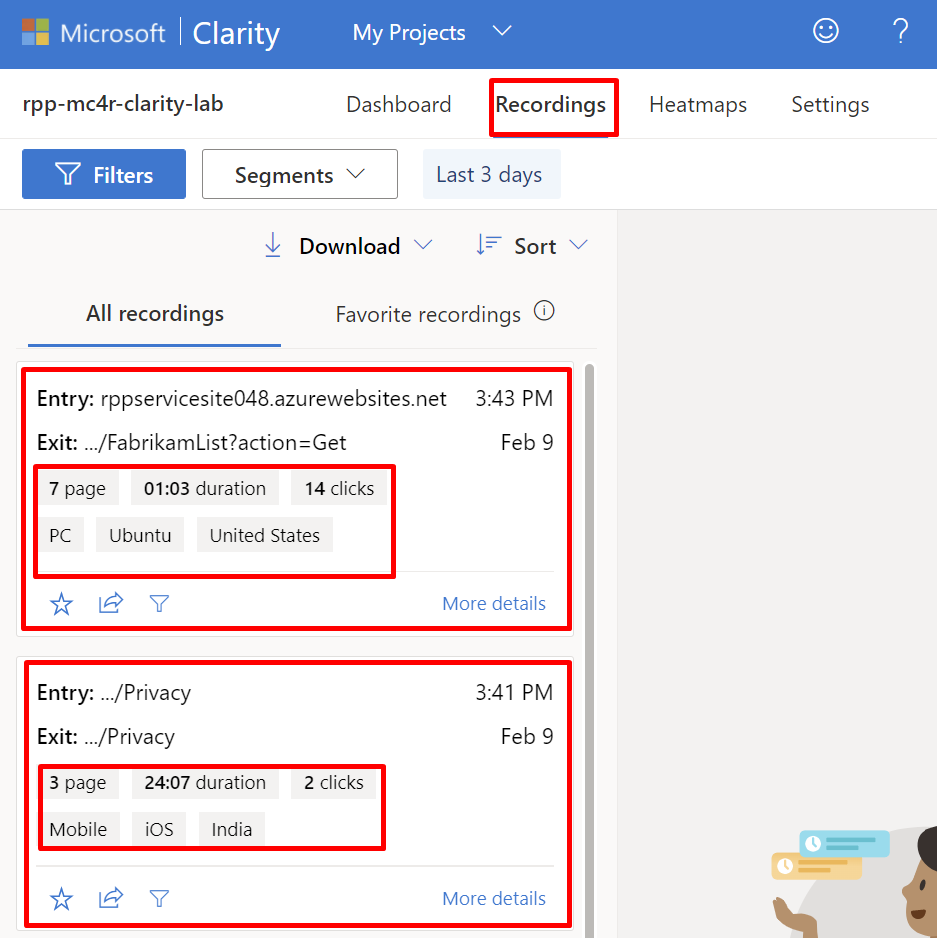 Microsoft Clarity My Projects ?
rpp-mc4r-clarity-lab Dashboard Recordings Heatmaps Settings
Filters Segments Last 3 days
Download Sort
All recordings Favorite recordings
Entry: rppservicesite048.azurewebsites.net 3:43 PM
Exit: .../FabrikamList?action=Get Feb 9
7 page 01:03 duration 14 clicks
PC Ubuntu United States
More details
Entry: .../Privacy 3:41 PM
Exit: .../Privacy Feb 9
3 page 24:07 duration 2 clicks
Mobile iOS India
More details